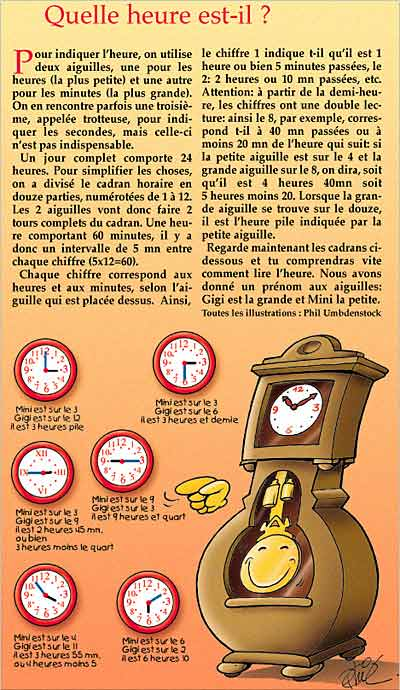 Quelle heure est-il ?
Pour indiquer l'heure, on utilise
deux aiguilles, une pour les
heures (la plus petite) et une autre
pour les minutes (la plus grande).
On en rencontre parfois une troisiè-
me, appelée trotteuse, pour indi-
quer les secondes, mais celle-ci
n'est pas indispensable.
Un jour complet comporte 24
heures. Pour simplifier les choses,
on a divisé le cadran horaire en
douze parties, numérotées de 1 à 12.
Les 2 aiguilles vont donc faire 2
tours complets du cadran. Une heu-
re comportant 60 minutes, il y a
donc un intervalle de 5 mn entre
chaque chiffre (5x12=60).
Chaque chiffre correspond aux
heures et aux minutes, selon l'ai-
guille qui est placée dessus. Ainsi,
le chiffre 1 indique t-il qu'il est 1
heure ou bien 5 minutes passées, le
2: 2 heures ou 10 mn passées, etc.
Attention: à partir de la demi-heu-
re, les chiffres ont une double lec-
ture: ainsi le 8, par exemple, corres-
pond t-il à 40 mn passées ou à
moins 20 mn de l'heure qui suit: si
la petite aiguille est sur le 4 et la
grande aiguille sur le 8, on dira, soit
qu'il est 4 heures 40mn soit
5 heures moins 20. Lorsque la gran-
de aiguille se trouve sur le douze,
il est l'heure pile indiquée par la
petite aiguille.
Regarde maintenant les cadrans ci-
dessous et tu comprendras vite
comment lire l'heure. Nous avons
donné un prénom aux aiguilles:
Gigi est la grande et Mini la petite.
Toutes les illustrations : Phil Umbdenstock
Mini est sur le 3
Gigi est sur le 12
il est 3 heures pile
Mini est sur le 3
Gigi est sur le 6
il est 3 heures et demie
Mini est sur le 3
Gigi est sur le 9
il est 2 heures 45 mn,
ou bien
3 heures moins le quart
Mini est sur le 9
Gigi est sur le 3
il est 9 heures et quart
Mini est sur le 4
Gigi est sur le 11
il est 3 heures 55 mn,
ou 4 heures moins 5
Mini est sur le 6
Gigi est sur le 2
il est 6 heures 10